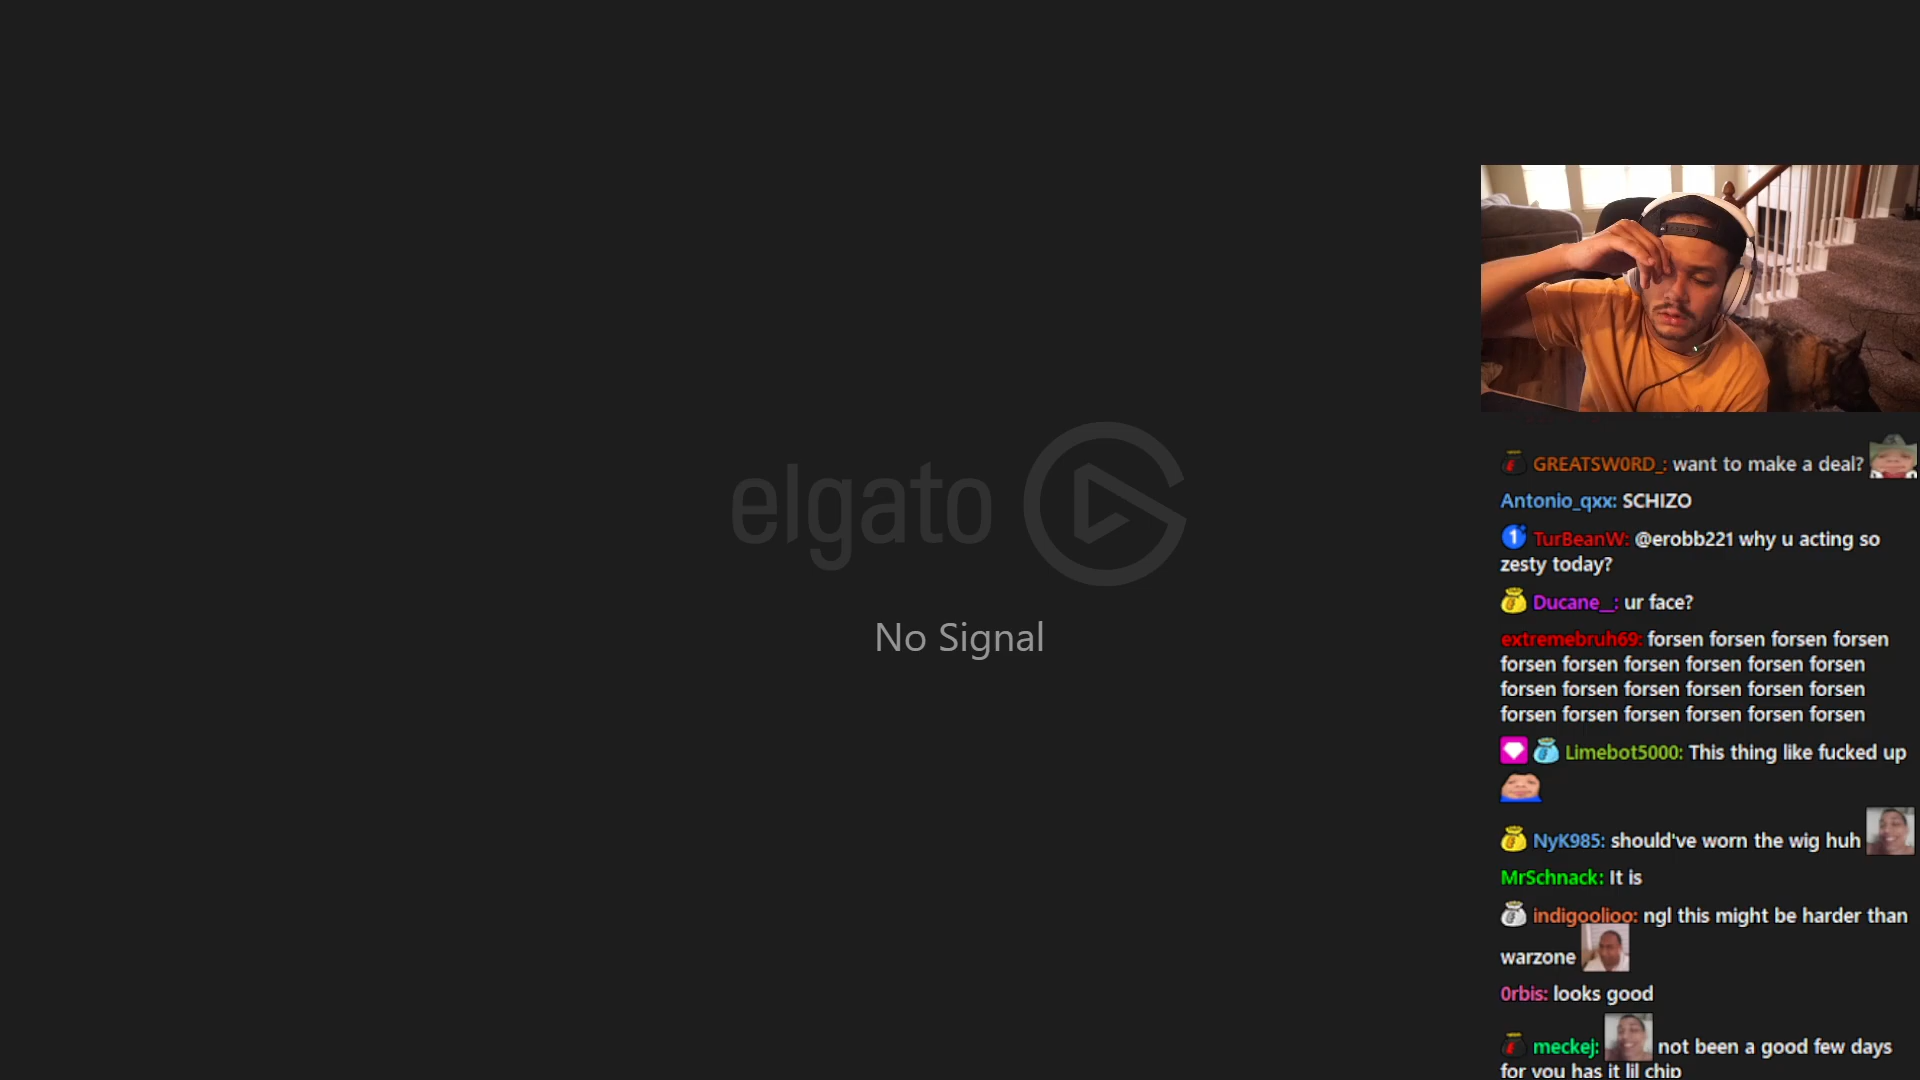 elgato
No Signal
GREATSW0RD_: want to make a deal?
Antonio_qxx: SCHIZO
1 TurBeanW: @erobb221 why u acting so
zesty today?
Ducane__: ur face?
extremebruh69: forsen forsen forsen forsen
forsen forsen forsen forsen forsen forsen
forsen forsen forsen forsen forsen forsen
forsen forsen forsen forsen forsen forsen
Limebot5000: This thing like fucked up
NyK985: should've worn the wig huh
MrSchnack: It is
indigoolioo: ngl this might be harder than
warzone
0rbis: looks good
meckej: not been a good few days
for you has it lil chip